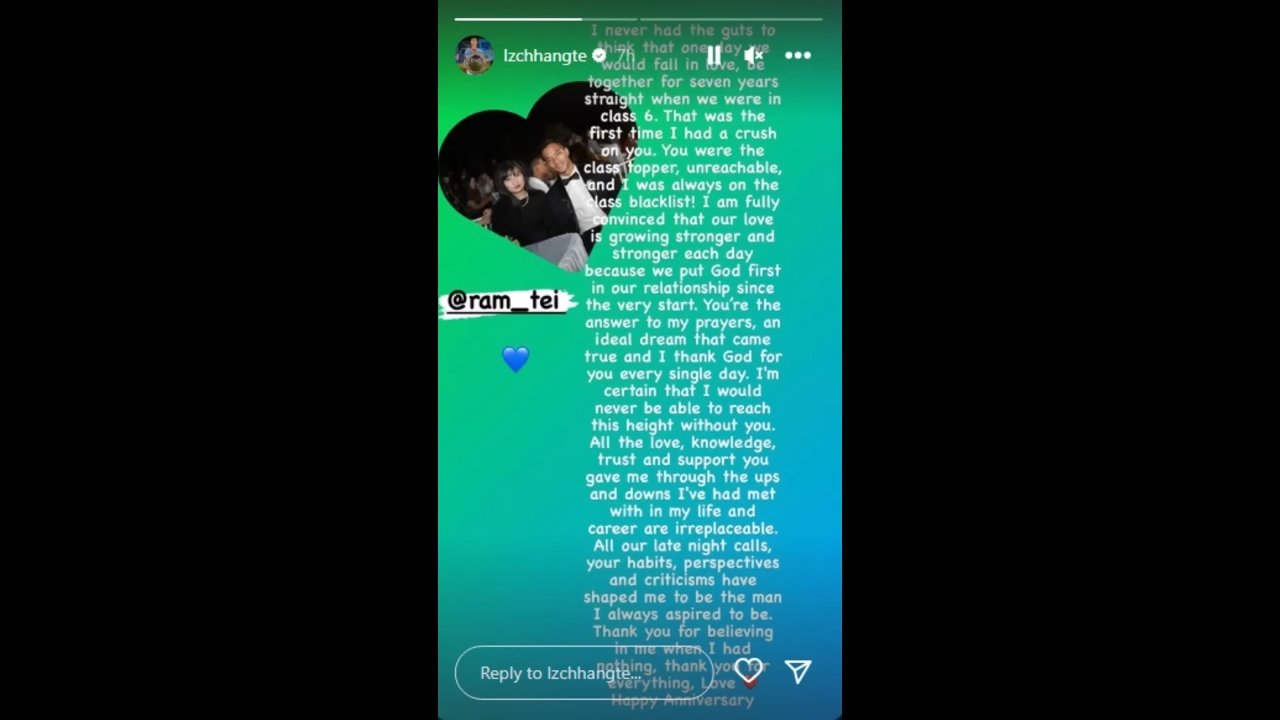 I never had the guts to
lzchhangte 7h
think that one day we
would fall in love, be
together for seven years
straight when we were in
class 6. That was the
first time I had a crush
on you. You were the
class topper, unreachable,
and I was always on the
class blacklist! I am fully
convinced that our love
is growing stronger and
stronger each day
because we put God first
in our relationship since
the very start. You're the
answer to my prayers, an
ideal dream that came
true and I thank God for
you every single day. I'm
certain that I would
never be able to reach
this height without you.
All the love, knowledge,
trust and support you
gave me through the ups
and downs I've had met
with in my life and
career are irreplaceable.
All our late night calls,
your habits, perspectives
and criticisms have
shaped me to be the man
I always aspired to be.
Thank you for believing
in me when I had
nothing, thank you for
everything, Love
Happy Anniversary
@ram_tei
Reply to lzchhangte...